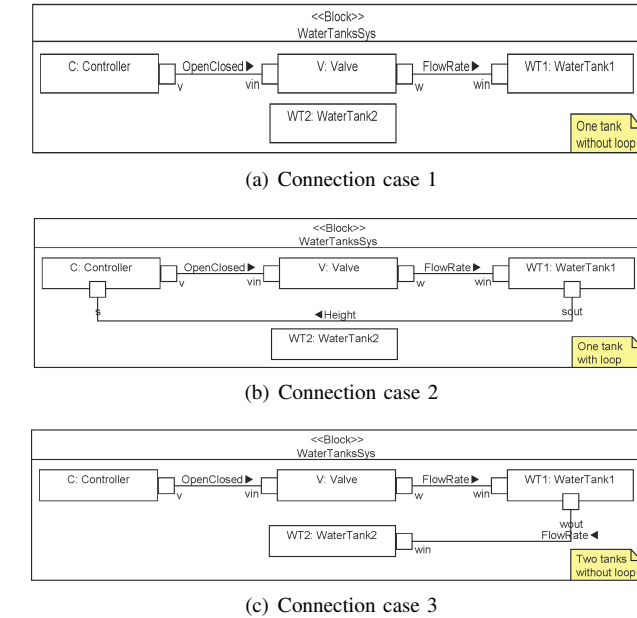 <<Block>>
WaterTanksSys
C: Controller
OpenClosed▶
V: Valve
FlowRate▶
WT1: WaterTank1
v
vin
w
win
WT2: WaterTank2
One tank
without loop
(a) Connection case 1
<<Block>>
WaterTanksSys
C: Controller
OpenClosed▶
V: Valve
FlowRate▶
WT1: WaterTank1
v
vin
w
win
s
sout
◀Height
WT2: WaterTank2
One tank
with loop
(b) Connection case 2
<<Block>>
WaterTanksSys
C: Controller
OpenClosed▶
V: Valve
FlowRate▶
WT1: WaterTank1
v
vin
w
win
wout
WT2: WaterTank2
FlowRate◀
win
Two tanks
without loop
(c) Connection case 3